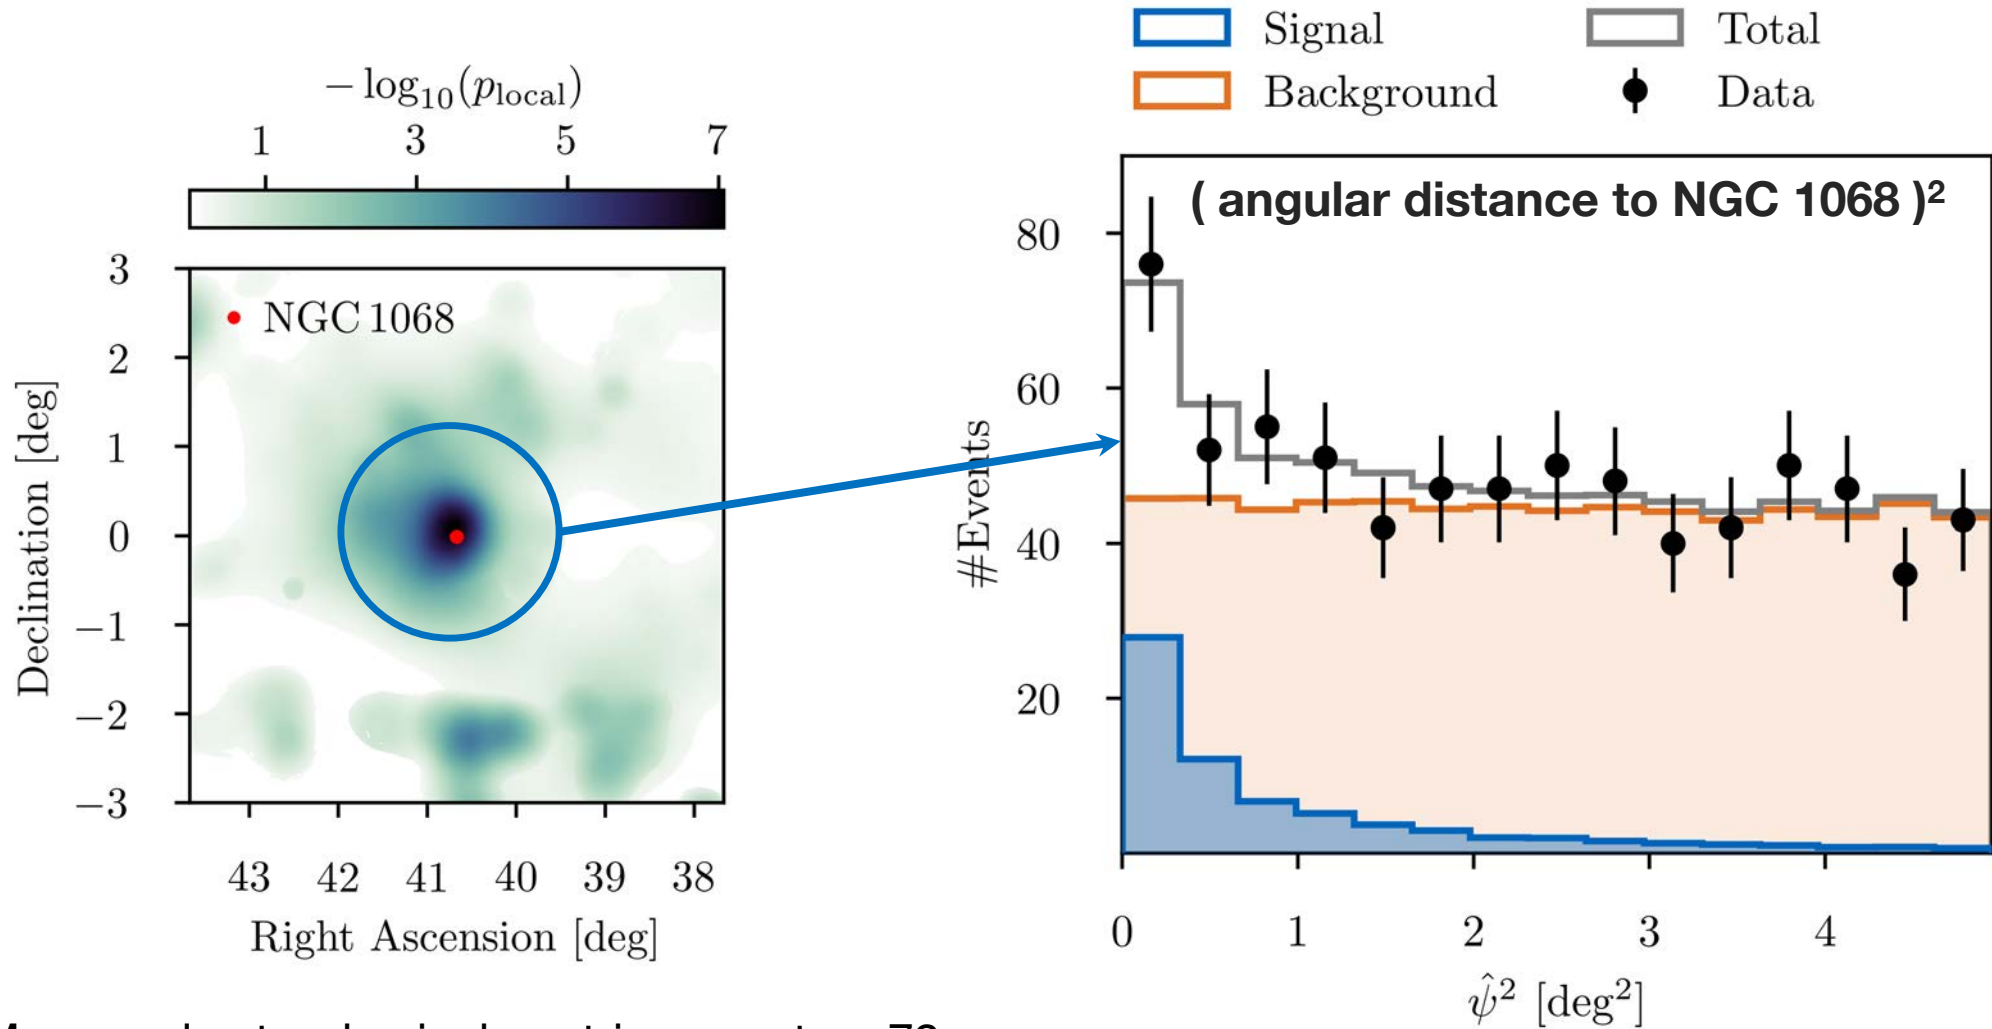 − log₁₀(p_local)
1 3 5 7
NGC 1068
3
2
1
0
−1
−2
−3
Declination [deg]
43 42 41 40 39 38
Right Ascension [deg]
Signal
Background
Total
Data
( angular distance to NGC 1068 )²
80
60
40
20
#Events
0 1 2 3 4
ψ̂² [deg²]